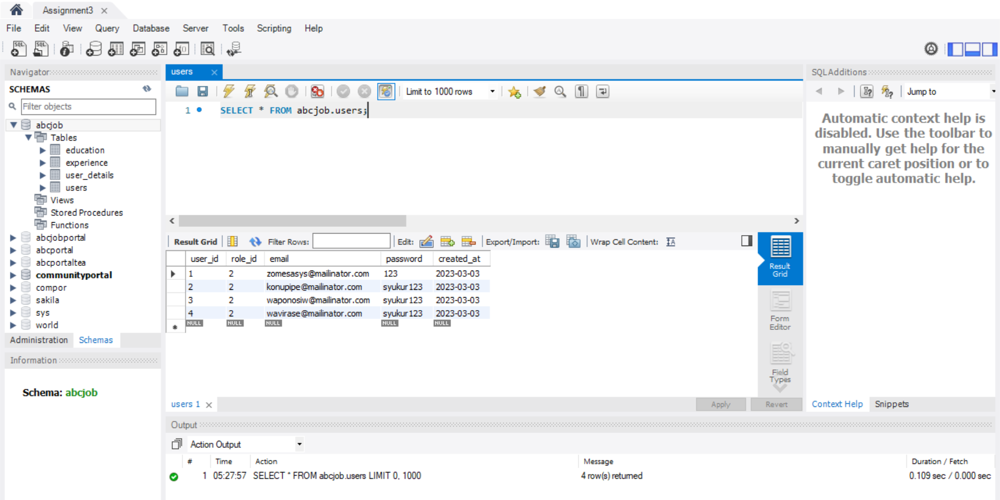 Assignment3
File Edit View Query Database Server Tools Scripting Help
Navigator
SCHEMAS
Filter objects
abcjob
Tables
education
experience
user_details
users
Views
Stored Procedures
Functions
abcjobportal
abcportal
abcportaltea
communityportal
compor
sakila
sys
world
Administration Schemas
Information
Schema: abcjob
users
Limit to 1000 rows
1 SELECT * FROM abcjob.users;
Result Grid Filter Rows: Edit: Export/Import: Wrap Cell Content:
user_id role_id email password created_at
1 2 zomesasys@mailinator.com 123 2023-03-03
2 2 konupipe@mailinator.com syukur123 2023-03-03
3 2 waponosiw@mailinator.com syukur123 2023-03-03
4 2 wavirase@mailinator.com syukur123 2023-03-03
NULL NULL NULL NULL NULL
Result
Grid
Form
Editor
Field
Types
users 1
Apply Revert
SQLAdditions
Jump to
Automatic context help is
disabled. Use the toolbar to
manually get help for the
current caret position or to
toggle automatic help.
Context Help Snippets
Output
Action Output
# Time Action Message Duration / Fetch
1 05:27:57 SELECT * FROM abcjob.users LIMIT 0, 1000 4 row(s) returned 0.109 sec / 0.000 sec